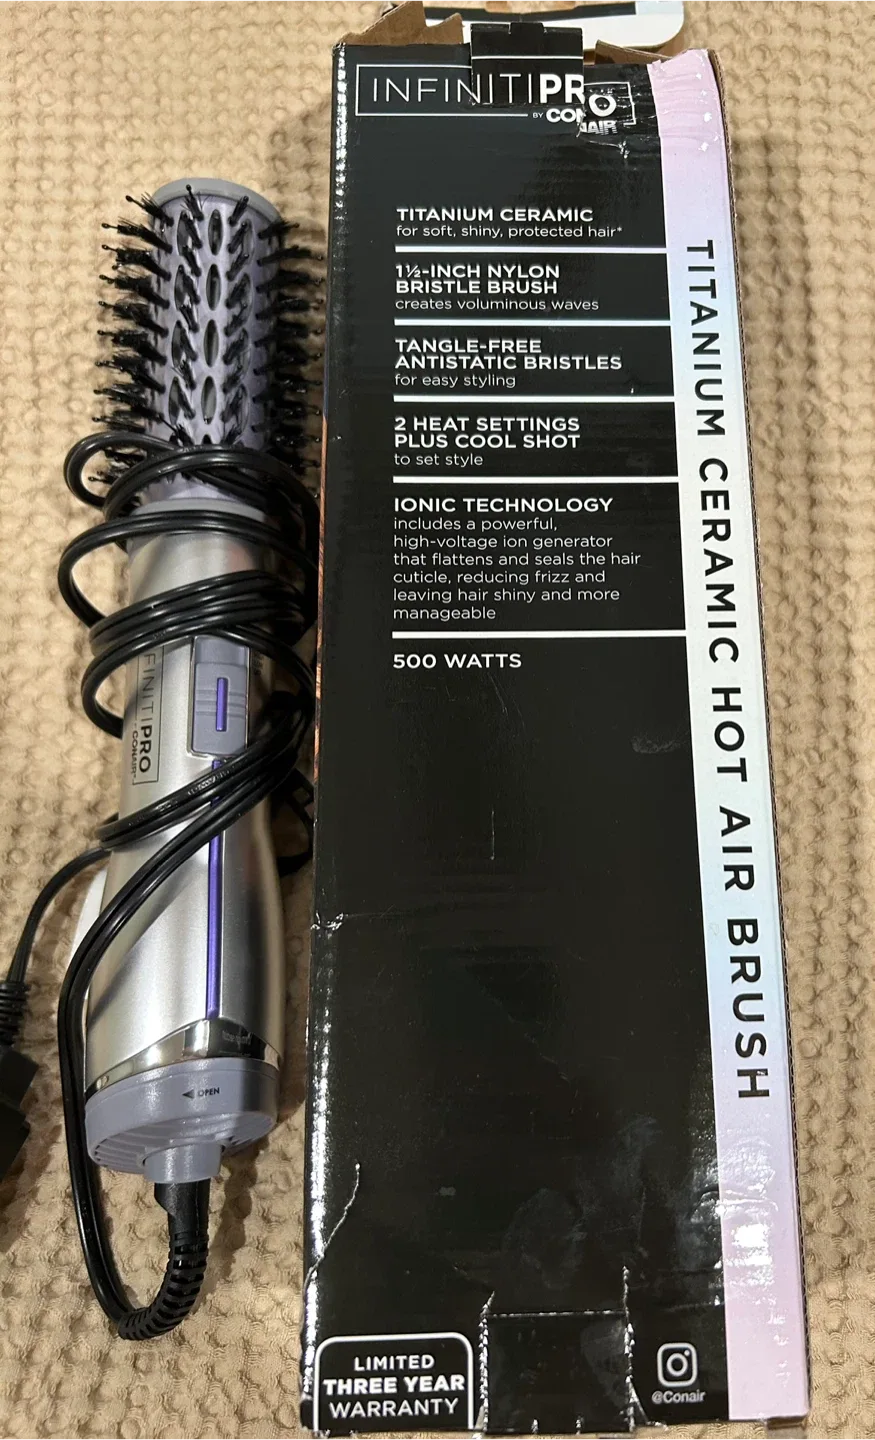 INFINITIPRO
BY CONAIR
TITANIUM CERAMIC
for soft, shiny, protected hair*
1½-INCH NYLON
BRISTLE BRUSH
creates voluminous waves
TANGLE-FREE
ANTISTATIC BRISTLES
for easy styling
2 HEAT SETTINGS
PLUS COOL SHOT
to set style
IONIC TECHNOLOGY
includes a powerful,
high-voltage ion generator
that flattens and seals the hair
cuticle, reducing frizz and
leaving hair shiny and more
manageable
500 WATTS
TITANIUM CERAMIC HOT AIR BRUSH
LIMITED
THREE YEAR
WARRANTY
@Conair
FINITIPRO
CONAIR
OPEN